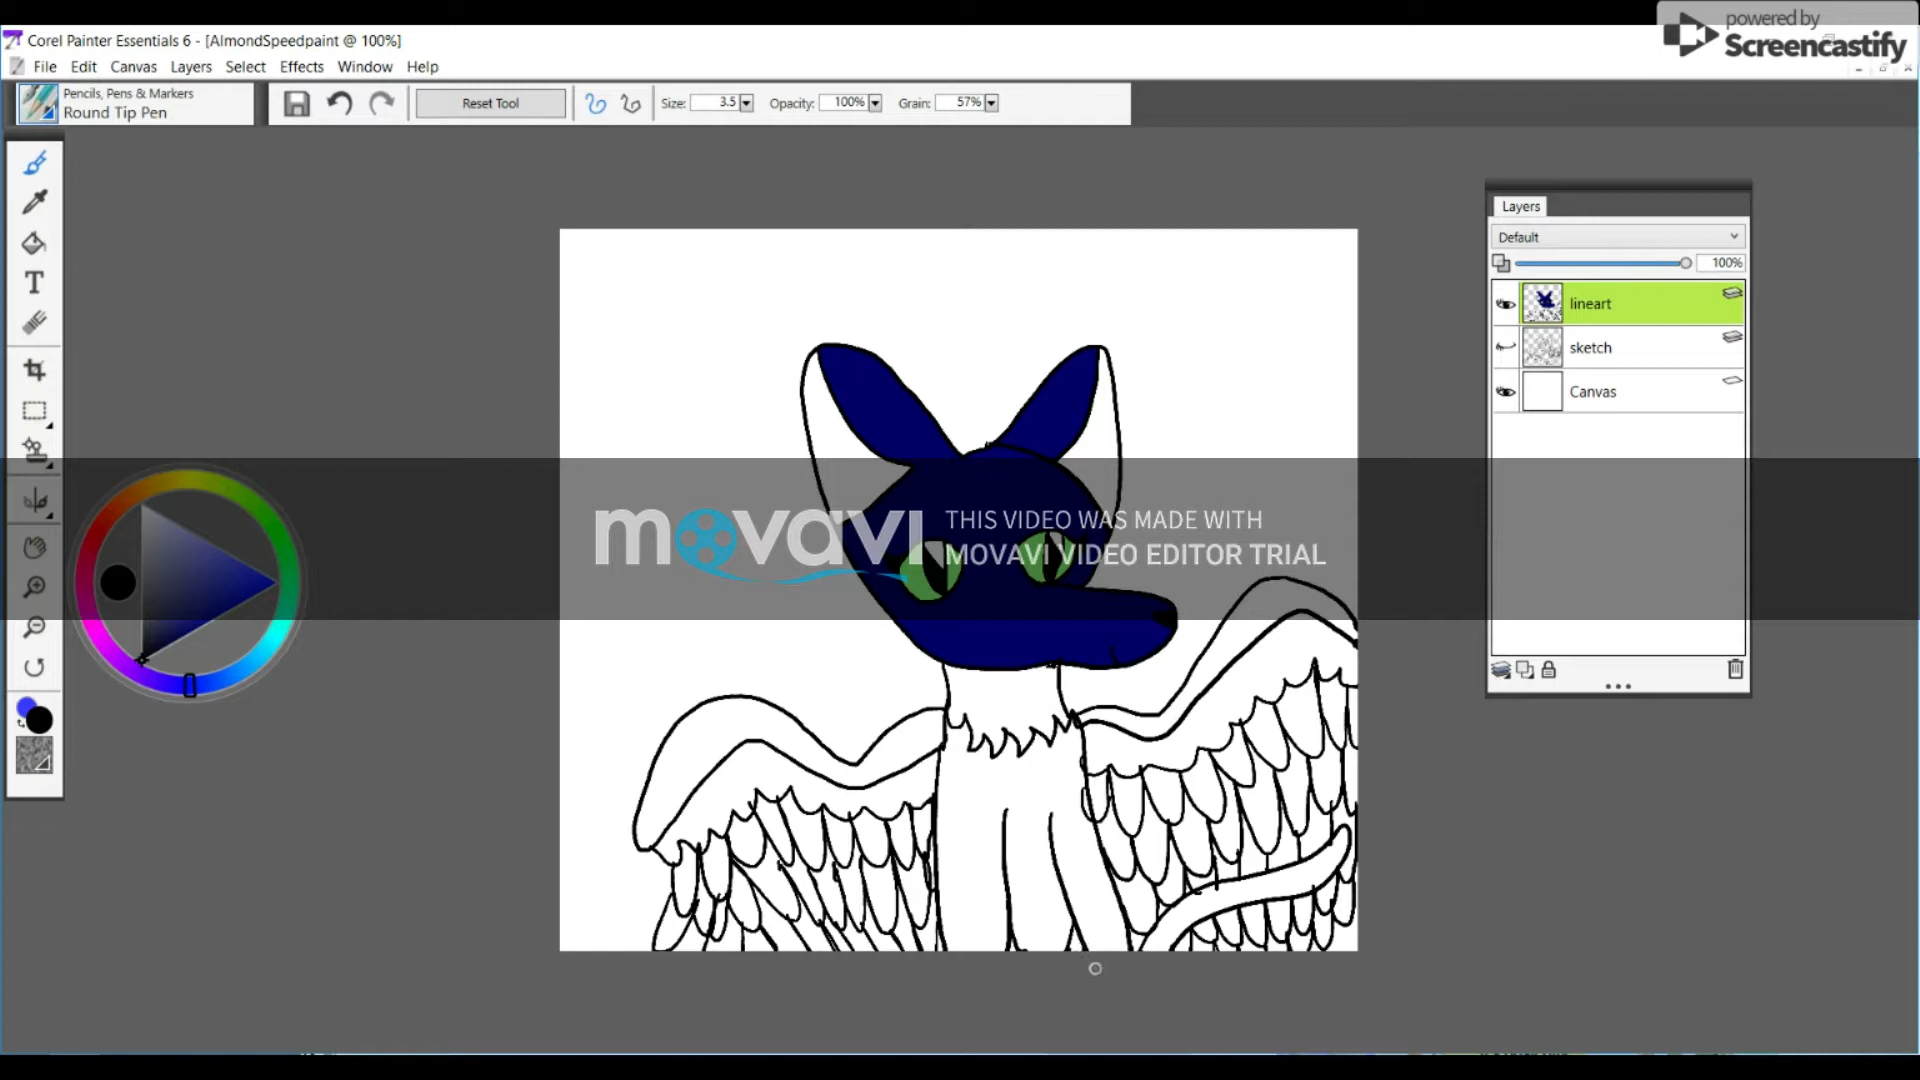 powered by
Screencastify
Corel Painter Essentials 6 - [AlmondSpeedpaint @ 100%]
File Edit Canvas Layers Select Effects Window Help
Pencils, Pens & Markers
Round Tip Pen
Reset Tool
Size: 3.5
Opacity: 100%
Grain: 57%
Layers
Default
100%
lineart
sketch
Canvas
movavi
THIS VIDEO WAS MADE WITH
MOVAVI VIDEO EDITOR TRIAL